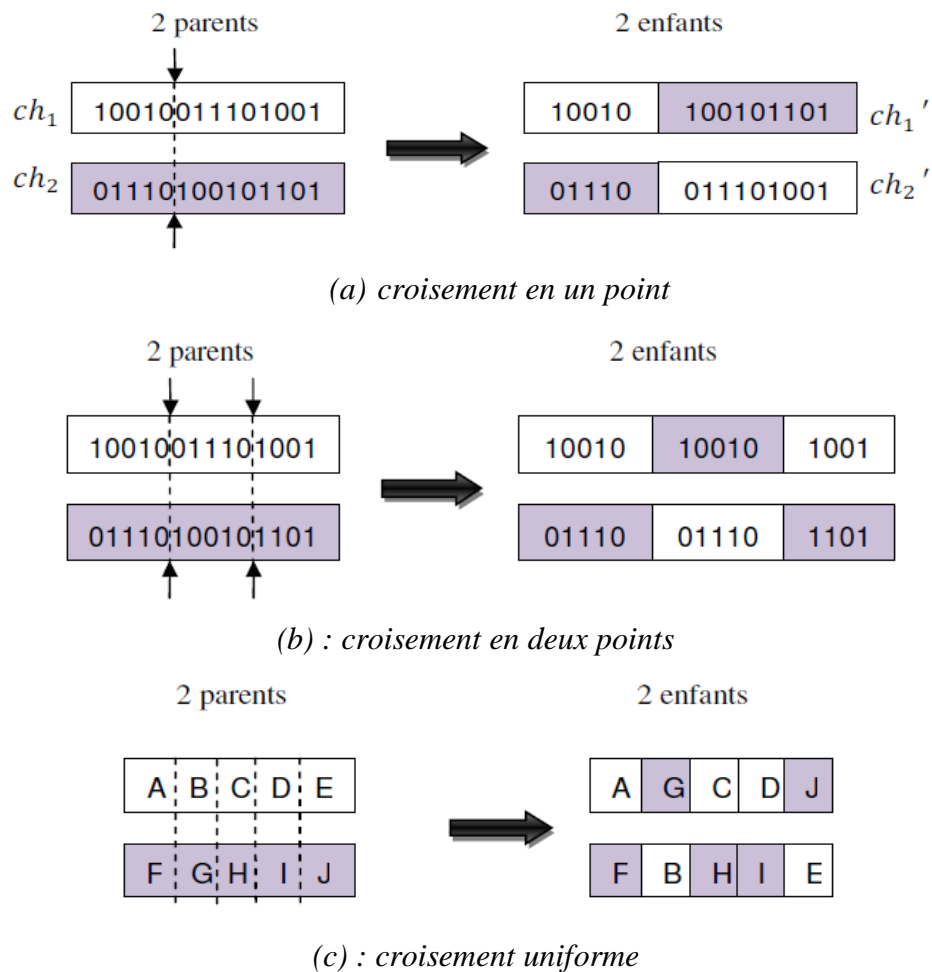 2 parents 2 enfants
ch₁ 10010011101001 10010 100101101 ch₁'
ch₂ 01110100101101 01110 011101001 ch₂'
(a) croisement en un point
2 parents 2 enfants
10010011101001 10010 10010 1001
01110100101101 01110 01110 1101
(b) : croisement en deux points
2 parents 2 enfants
A B C D E A G C D J
F G H I J F B H I E
(c) : croisement uniforme